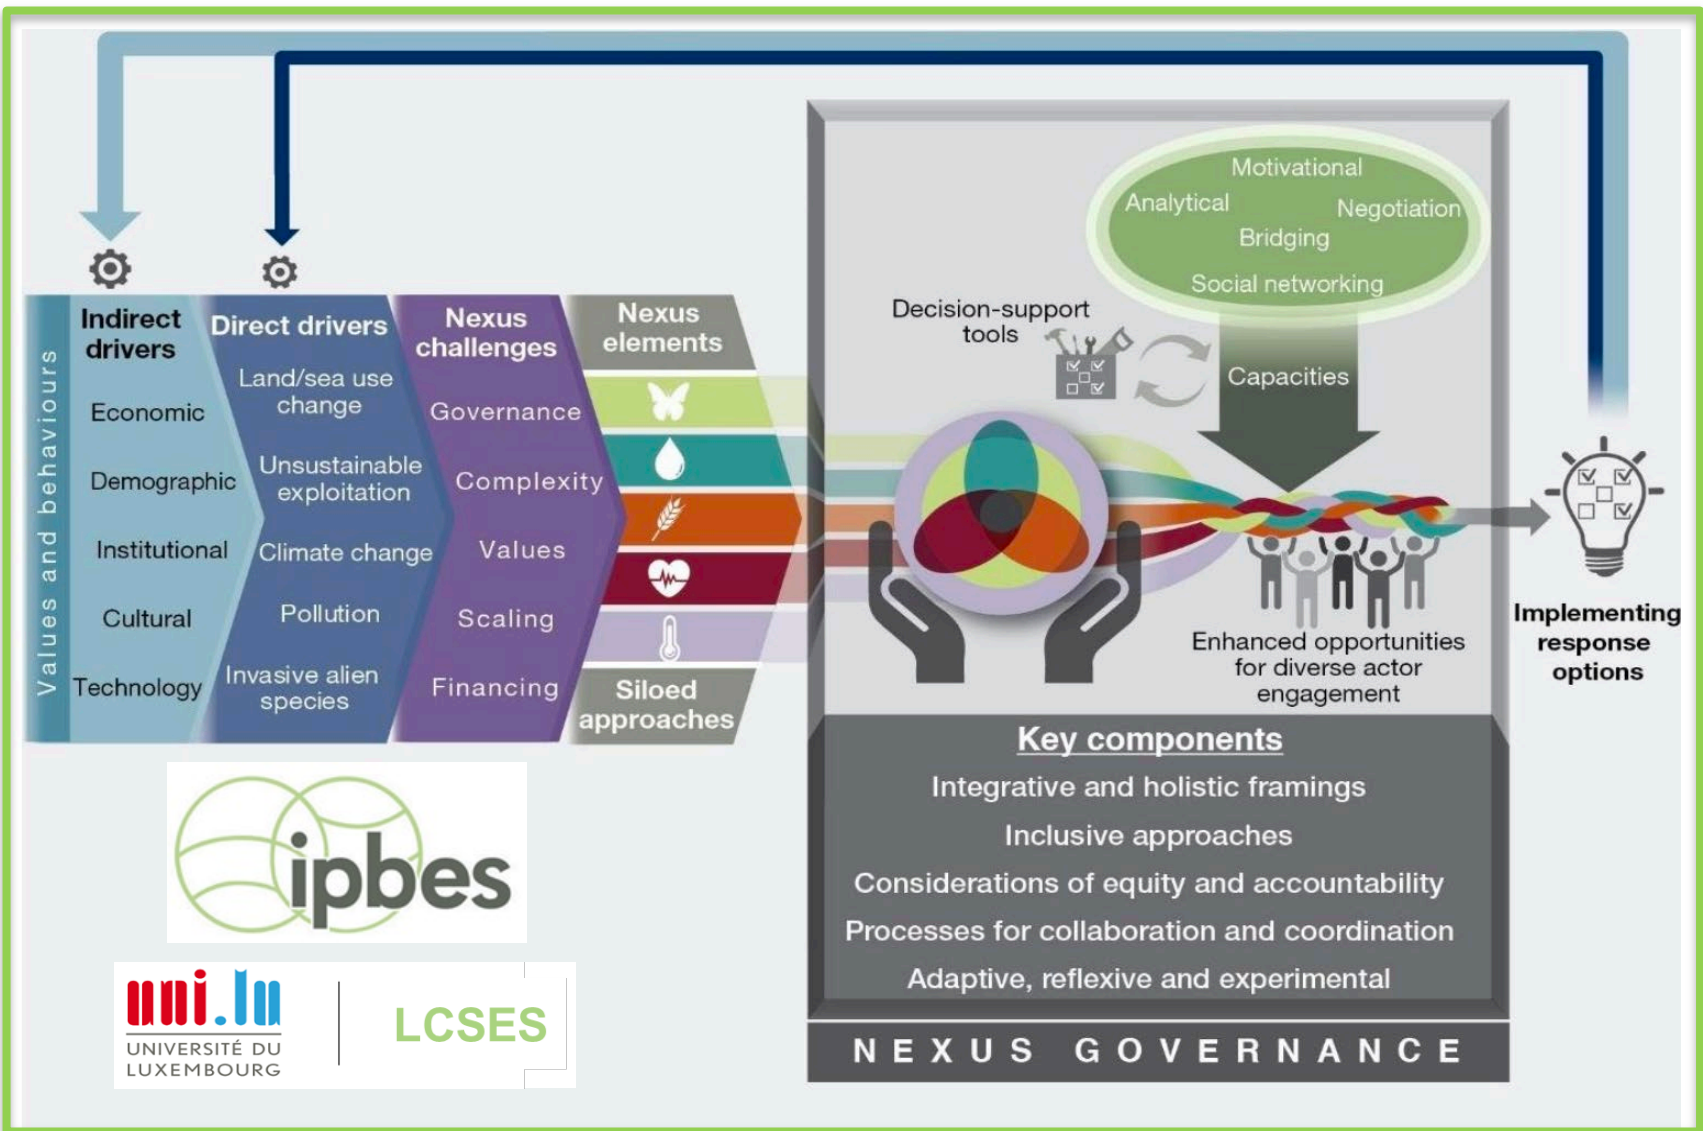 Values and behaviours
Indirect
drivers
Economic
Demographic
Institutional
Cultural
Technology
Direct drivers
Land/sea use
change
Unsustainable
exploitation
Climate change
Pollution
Invasive alien
species
Nexus
challenges
Governance
Complexity
Values
Scaling
Financing
Nexus
elements
Siloed
approaches
Decision-support
tools
Motivational
Analytical
Negotiation
Bridging
Social networking
Capacities
Enhanced opportunities
for diverse actor
engagement
Implementing
response
options
Key components
Integrative and holistic framings
Inclusive approaches
Considerations of equity and accountability
Processes for collaboration and coordination
Adaptive, reflexive and experimental
NEXUS GOVERNANCE
ipbes
uni.lu
UNIVERSITÉ DU
LUXEMBOURG
LCSES